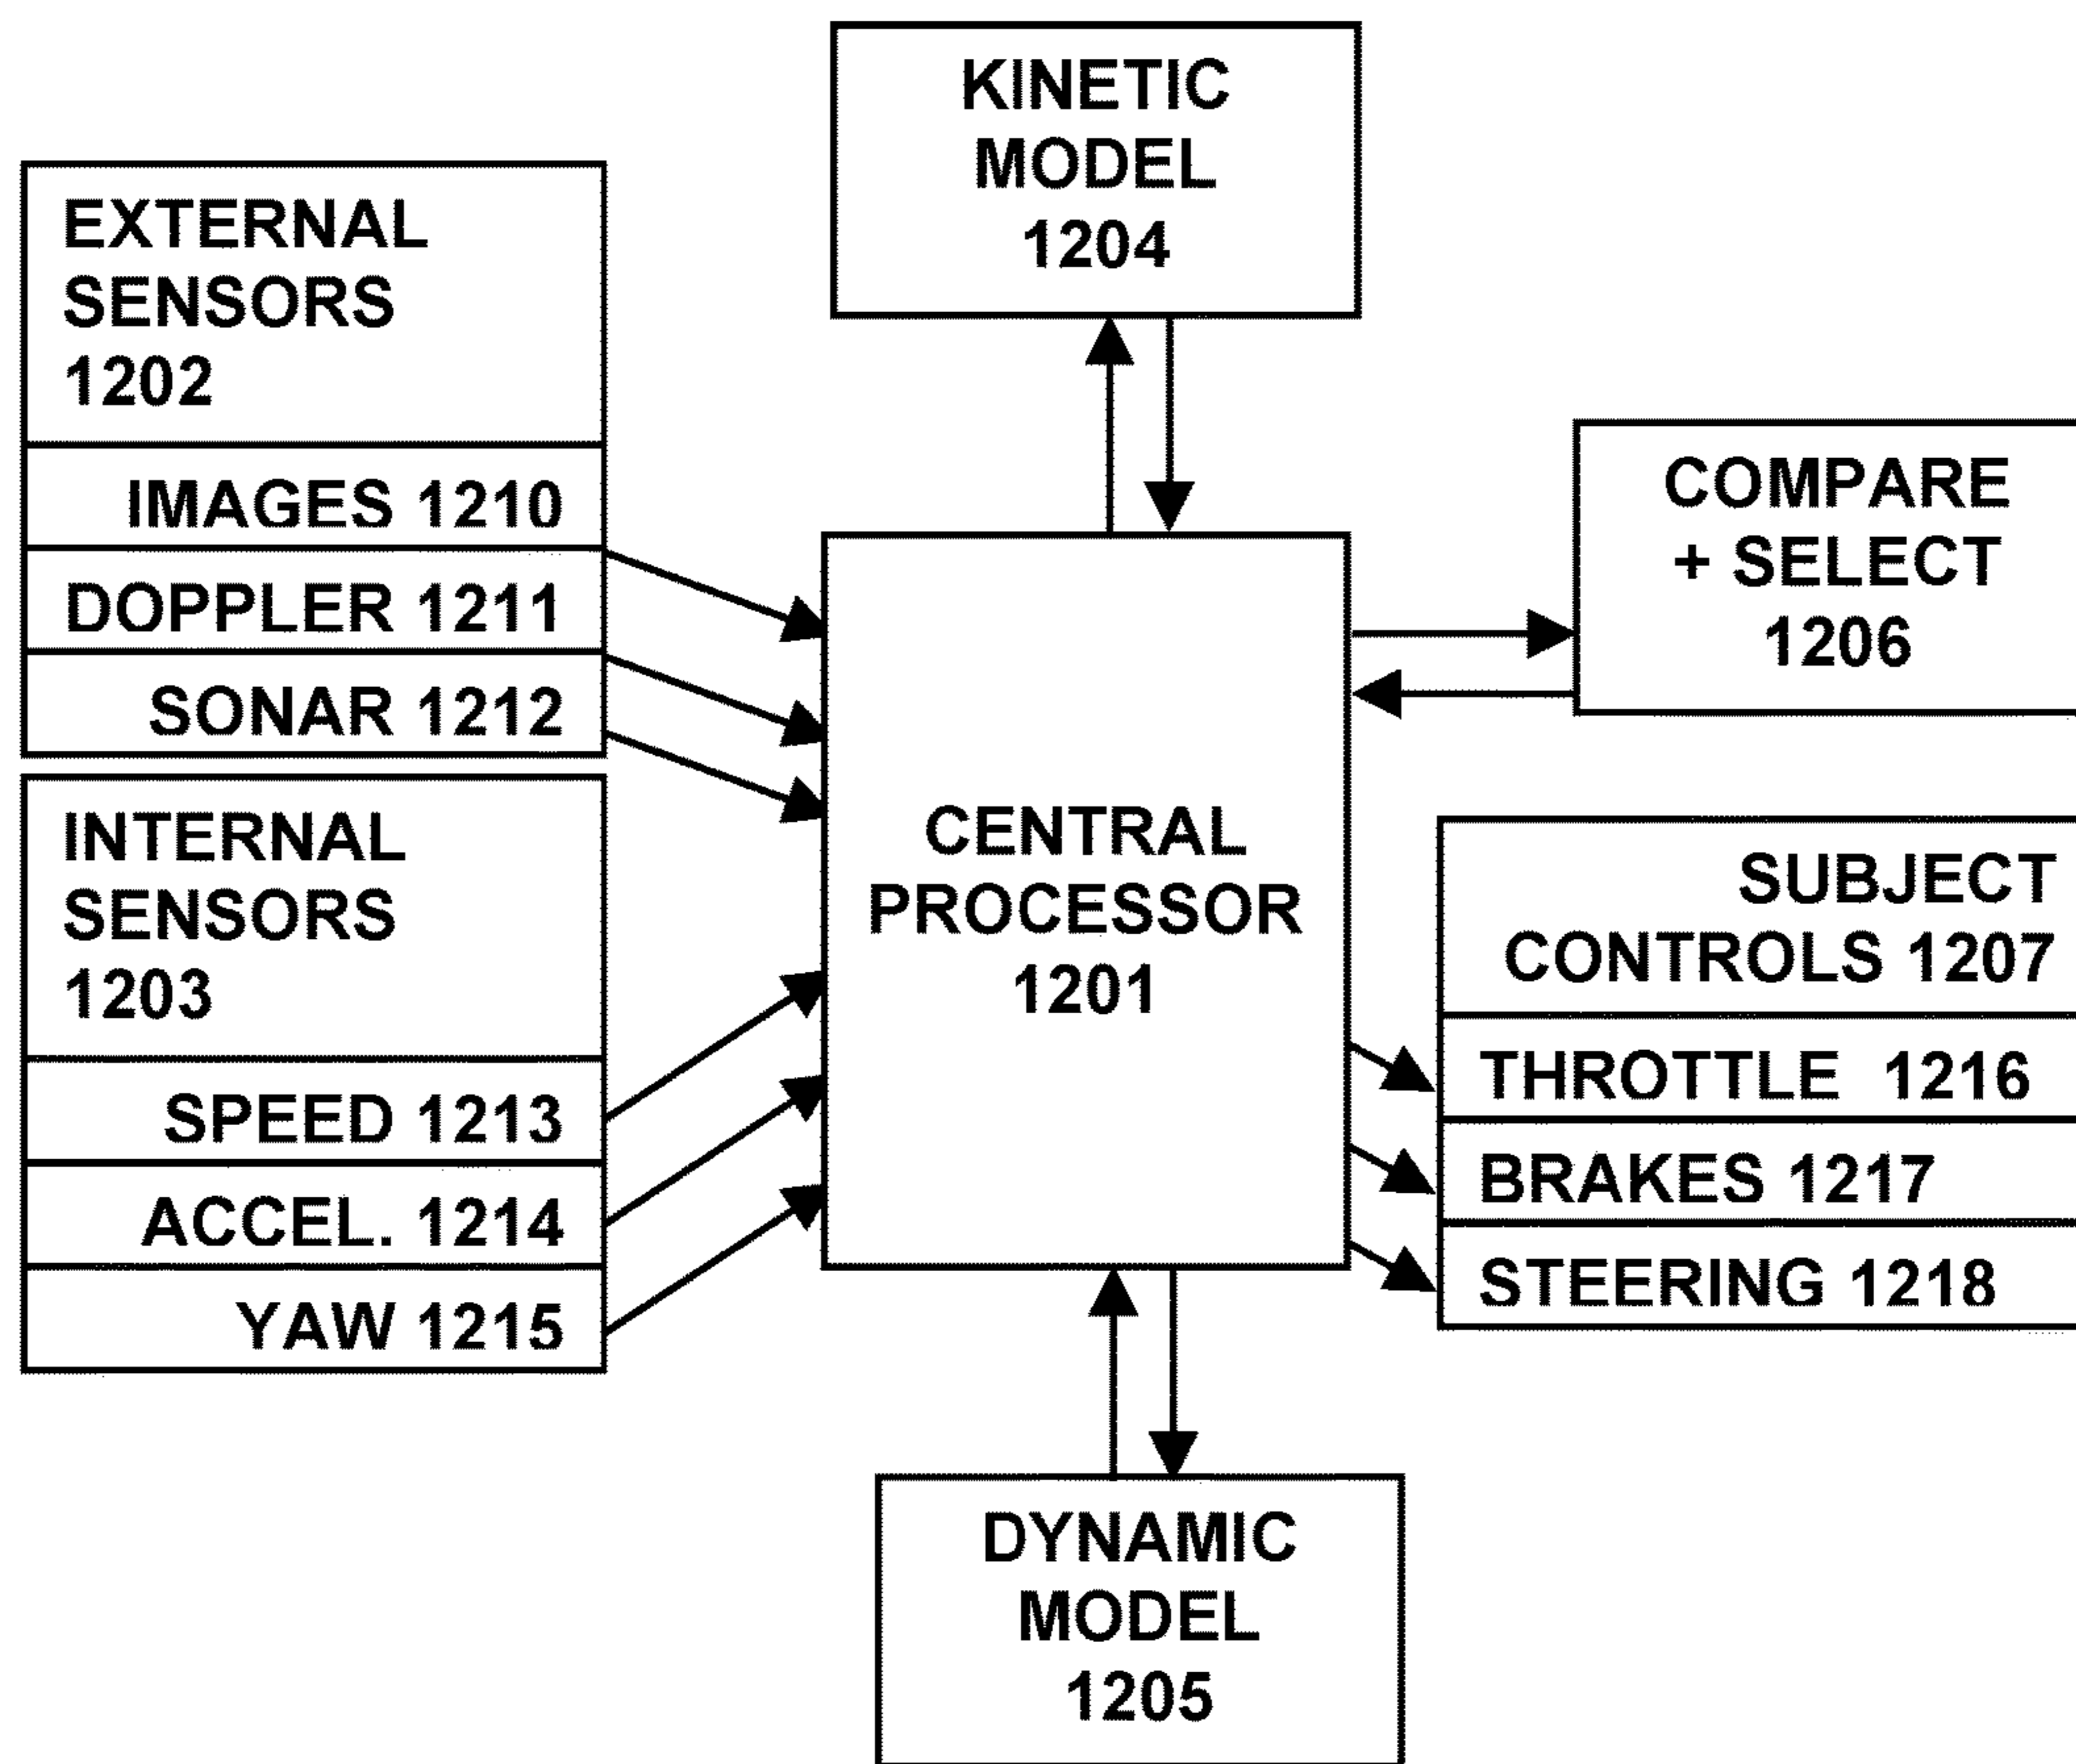 KINETIC
MODEL
1204
EXTERNAL
SENSORS
1202
IMAGES 1210
DOPPLER 1211
SONAR 1212
COMPARE
+ SELECT
1206
INTERNAL
SENSORS
1203
SPEED 1213
ACCEL. 1214
YAW 1215
CENTRAL
PROCESSOR
1201
SUBJECT
CONTROLS 1207
THROTTLE 1216
BRAKES 1217
STEERING 1218
DYNAMIC
MODEL
1205